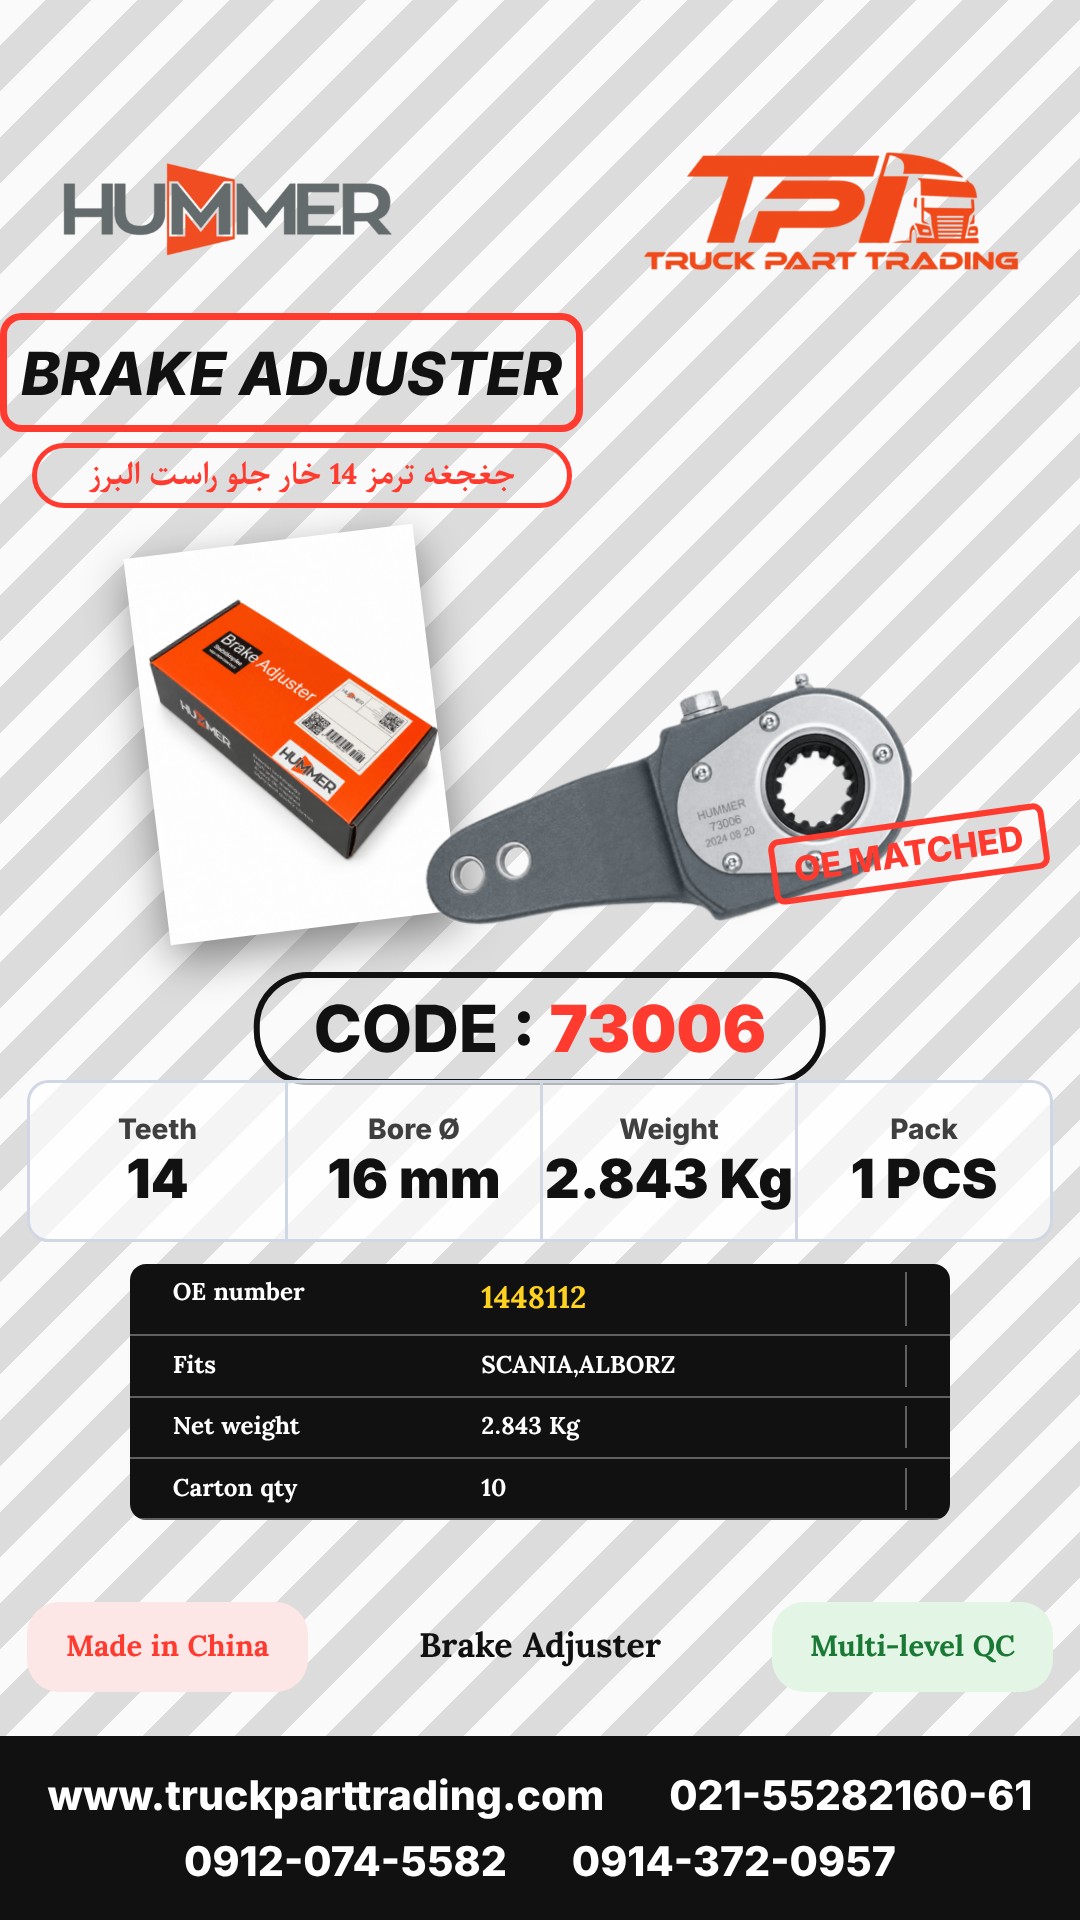 HUMMER
TPT
TRUCK PART TRADING
BRAKE ADJUSTER
جغجغه ترمز 14 خار جلو راست البرز
Brake Adjuster
HUMMER
HUMMER
HUMMER
HUMMER
73006
2024 08 20
OE MATCHED
CODE : 73006
Teeth
14
Bore Ø
16 mm
Weight
2.843 Kg
Pack
1 PCS
OE number 1448112
Fits SCANIA,ALBORZ
Net weight 2.843 Kg
Carton qty 10
Made in China
Brake Adjuster
Multi-level QC
www.truckparttrading.com 021-55282160-61
0912-074-5582 0914-372-0957